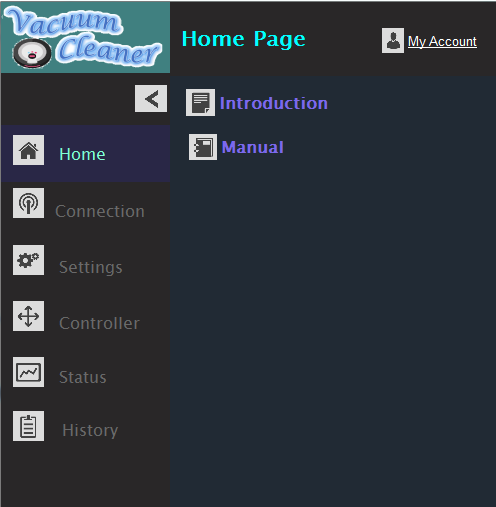 Vacuum
Cleaner
Home Page
My Account
Introduction
Manual
Home
Connection
Settings
Controller
Status
History